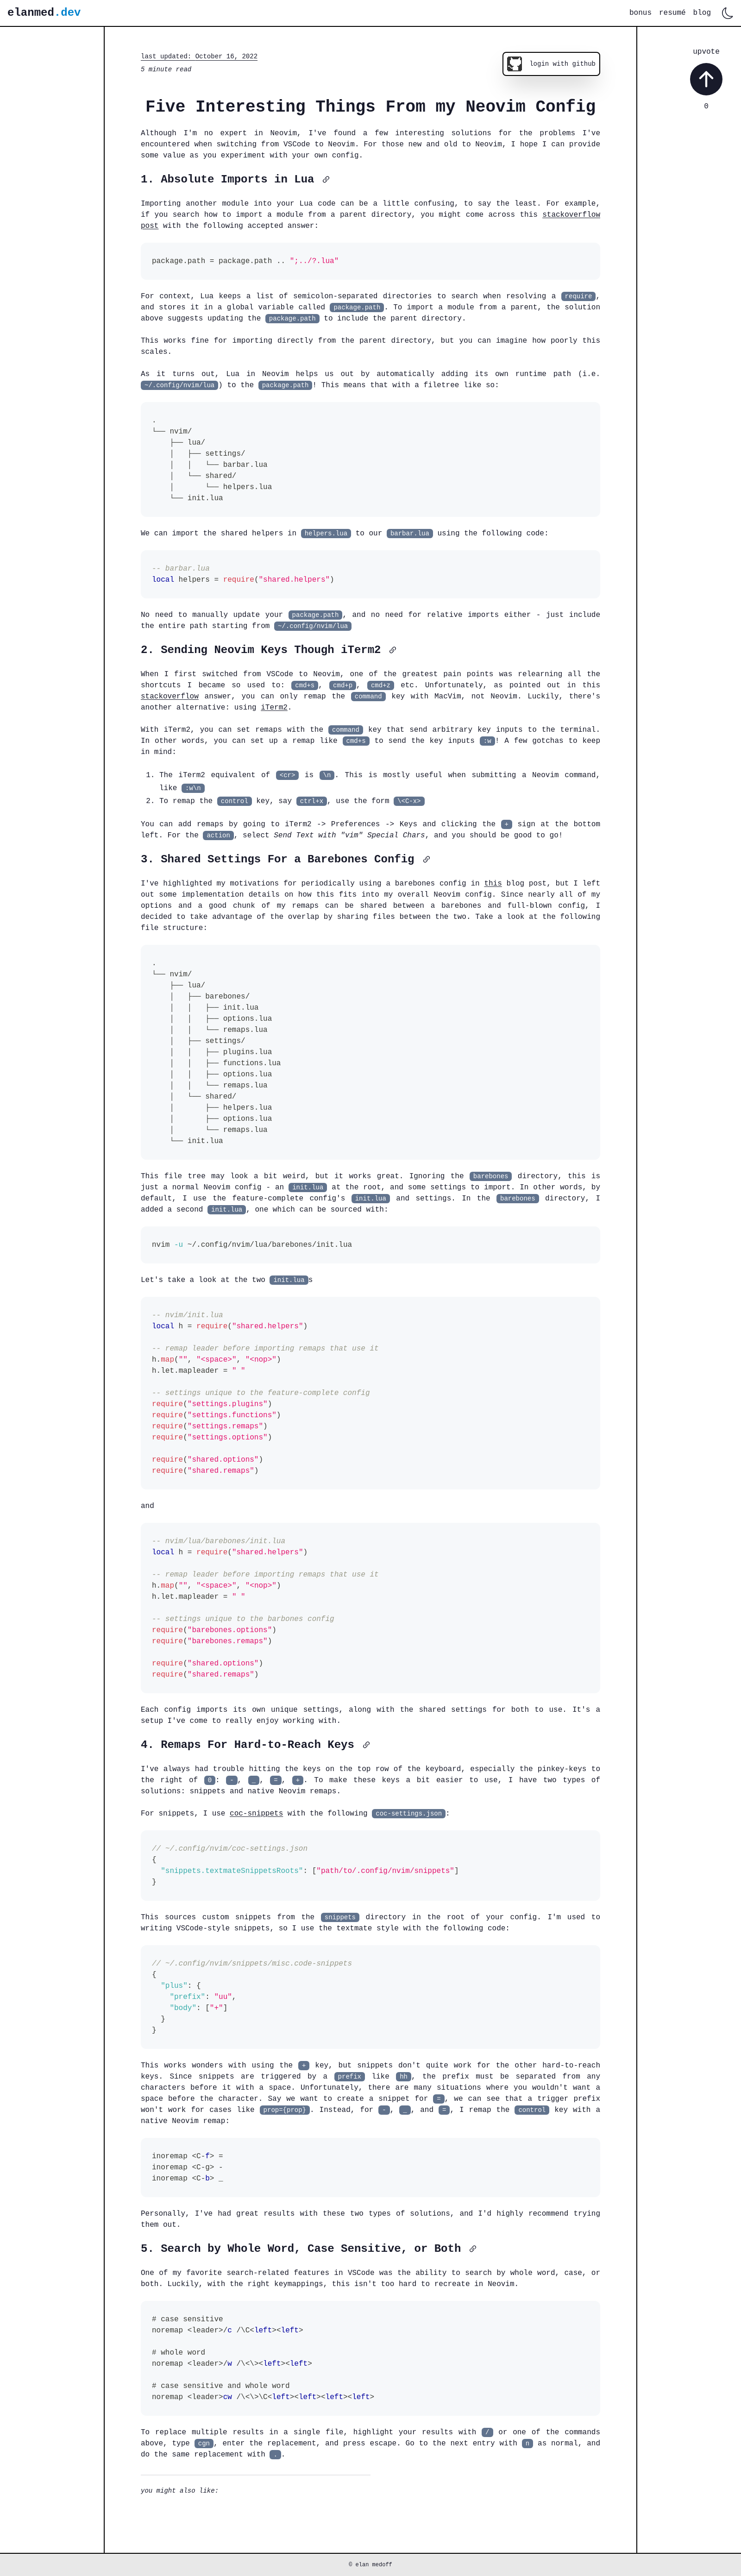 elanmed.dev
bonus resumé blog
upvote
0
last updated: October 16, 2022
5 minute read
login with github
Five Interesting Things From my Neovim Config
Although I'm no expert in Neovim, I've found a few interesting solutions for the problems I've
encountered when switching from VSCode to Neovim. For those new and old to Neovim, I hope I can provide
some value as you experiment with your own config.
1. Absolute Imports in Lua
Importing another module into your Lua code can be a little confusing, to say the least. For example,
if you search how to import a module from a parent directory, you might come across this stackoverflow
post with the following accepted answer:
package.path = package.path .. ";../?.lua"
For context, Lua keeps a list of semicolon-separated directories to search when resolving a require,
and stores it in a global variable called package.path. To import a module from a parent, the solution
above suggests updating the package.path to include the parent directory.
This works fine for importing directly from the parent directory, but you can imagine how poorly this
scales.
As it turns out, Lua in Neovim helps us out by automatically adding its own runtime path (i.e.
~/.config/nvim/lua) to the package.path! This means that with a filetree like so:
.
└── nvim/
    ├── lua/
    │   ├── settings/
    │   │   └── barbar.lua
    │   └── shared/
    │       └── helpers.lua
    └── init.lua
We can import the shared helpers in helpers.lua to our barbar.lua using the following code:
-- barbar.lua
local helpers = require("shared.helpers")
No need to manually update your package.path, and no need for relative imports either - just include
the entire path starting from ~/.config/nvim/lua
2. Sending Neovim Keys Though iTerm2
When I first switched from VSCode to Neovim, one of the greatest pain points was relearning all the
shortcuts I became so used to: cmd+s, cmd+p, cmd+z etc. Unfortunately, as pointed out in this
stackoverflow answer, you can only remap the command key with MacVim, not Neovim. Luckily, there's
another alternative: using iTerm2.
With iTerm2, you can set remaps with the command key that send arbitrary key inputs to the terminal.
In other words, you can set up a remap like cmd+s to send the key inputs :w! A few gotchas to keep
in mind:
1. The iTerm2 equivalent of <cr> is \n. This is mostly useful when submitting a Neovim command,
like :w\n
2. To remap the control key, say ctrl+x, use the form \<C-x>
You can add remaps by going to iTerm2 -> Preferences -> Keys and clicking the + sign at the bottom
left. For the action, select Send Text with "vim" Special Chars, and you should be good to go!
3. Shared Settings For a Barebones Config
I've highlighted my motivations for periodically using a barebones config in this blog post, but I left
out some implementation details on how this fits into my overall Neovim config. Since nearly all of my
options and a good chunk of my remaps can be shared between a barebones and full-blown config, I
decided to take advantage of the overlap by sharing files between the two. Take a look at the following
file structure:
.
└── nvim/
    ├── lua/
    │   ├── barebones/
    │   │   ├── init.lua
    │   │   ├── options.lua
    │   │   └── remaps.lua
    │   ├── settings/
    │   │   ├── plugins.lua
    │   │   ├── functions.lua
    │   │   ├── options.lua
    │   │   └── remaps.lua
    │   └── shared/
    │       ├── helpers.lua
    │       ├── options.lua
    │       └── remaps.lua
    └── init.lua
This file tree may look a bit weird, but it works great. Ignoring the barebones directory, this is
just a normal Neovim config - an init.lua at the root, and some settings to import. In other words, by
default, I use the feature-complete config's init.lua and settings. In the barebones directory, I
added a second init.lua, one which can be sourced with:
nvim -u ~/.config/nvim/lua/barebones/init.lua
Let's take a look at the two init.luas
-- nvim/init.lua
local h = require("shared.helpers")
-- remap leader before importing remaps that use it
h.map("", "<space>", "<nop>")
h.let.mapleader = " "
-- settings unique to the feature-complete config
require("settings.plugins")
require("settings.functions")
require("settings.remaps")
require("settings.options")
require("shared.options")
require("shared.remaps")
and
-- nvim/lua/barebones/init.lua
local h = require("shared.helpers")
-- remap leader before importing remaps that use it
h.map("", "<space>", "<nop>")
h.let.mapleader = " "
-- settings unique to the barbones config
require("barebones.options")
require("barebones.remaps")
require("shared.options")
require("shared.remaps")
Each config imports its own unique settings, along with the shared settings for both to use. It's a
setup I've come to really enjoy working with.
4. Remaps For Hard-to-Reach Keys
I've always had trouble hitting the keys on the top row of the keyboard, especially the pinkey-keys to
the right of 0: -, _, =, +. To make these keys a bit easier to use, I have two types of
solutions: snippets and native Neovim remaps.
For snippets, I use coc-snippets with the following coc-settings.json:
// ~/.config/nvim/coc-settings.json
{
  "snippets.textmateSnippetsRoots": ["path/to/.config/nvim/snippets"]
}
This sources custom snippets from the snippets directory in the root of your config. I'm used to
writing VSCode-style snippets, so I use the textmate style with the following code:
// ~/.config/nvim/snippets/misc.code-snippets
{
  "plus": {
    "prefix": "uu",
    "body": ["+"]
  }
}
This works wonders with using the + key, but snippets don't quite work for the other hard-to-reach
keys. Since snippets are triggered by a prefix like hh, the prefix must be separated from any
characters before it with a space. Unfortunately, there are many situations where you wouldn't want a
space before the character. Say we want to create a snippet for =, we can see that a trigger prefix
won't work for cases like prop={prop}. Instead, for -, _, and =, I remap the control key with a
native Neovim remap:
inoremap <C-f> =
inoremap <C-g> -
inoremap <C-b> _
Personally, I've had great results with these two types of solutions, and I'd highly recommend trying
them out.
5. Search by Whole Word, Case Sensitive, or Both
One of my favorite search-related features in VSCode was the ability to search by whole word, case, or
both. Luckily, with the right keymappings, this isn't too hard to recreate in Neovim.
# case sensitive
noremap <leader>/c /\C<left><left>
# whole word
noremap <leader>/w /\<\><left><left>
# case sensitive and whole word
noremap <leader>cw /\<\>\C<left><left><left><left>
To replace multiple results in a single file, highlight your results with / or one of the commands
above, type cgn, enter the replacement, and press escape. Go to the next entry with n as normal, and
do the same replacement with ..
you might also like:
© elan medoff